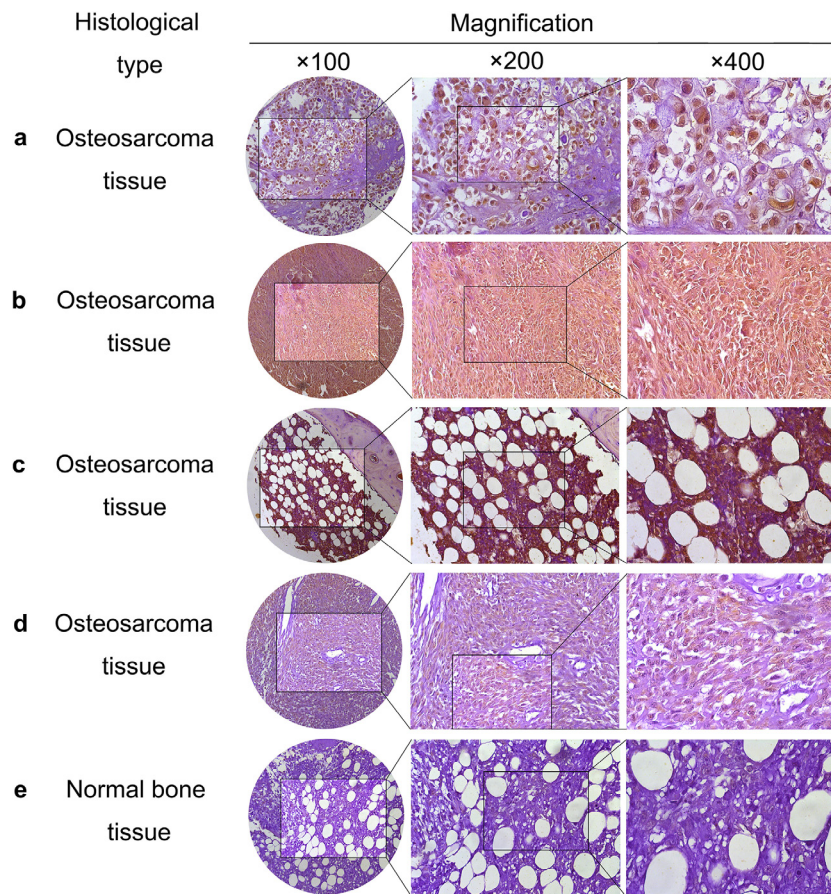 Histological type
Magnification
×100 ×200 ×400
a Osteosarcoma tissue
b Osteosarcoma tissue
c Osteosarcoma tissue
d Osteosarcoma tissue
e Normal bone tissue